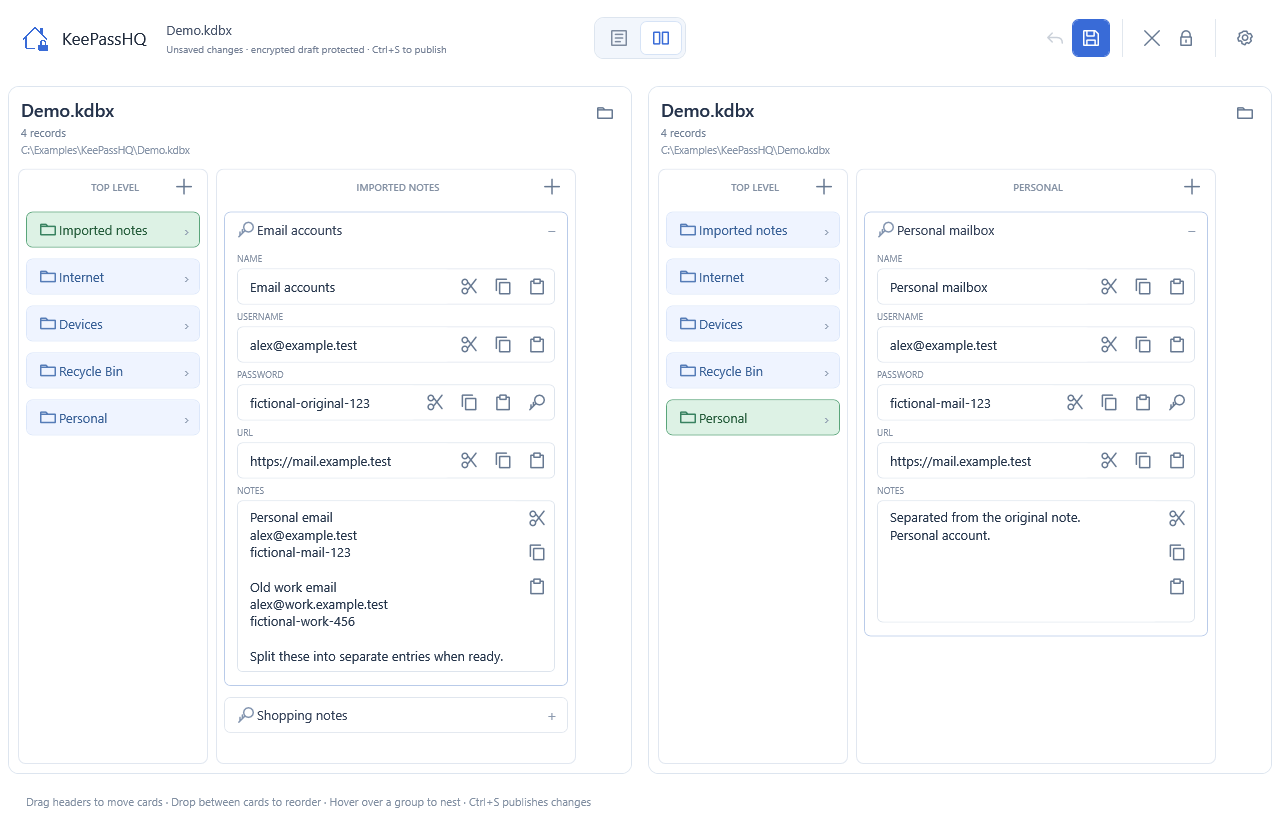 KeePassHQ
Demo.kdbx
Unsaved changes · encrypted draft protected · Ctrl+S to publish
Demo.kdbx
4 records
C:\Examples\KeePassHQ\Demo.kdbx
TOP LEVEL
Imported notes
Internet
Devices
Recycle Bin
Personal
IMPORTED NOTES
Email accounts
NAME
Email accounts
USERNAME
alex@example.test
PASSWORD
fictional-original-123
URL
https://mail.example.test
NOTES
Personal email
alex@example.test
fictional-mail-123
Old work email
alex@work.example.test
fictional-work-456
Split these into separate entries when ready.
Shopping notes
Demo.kdbx
4 records
C:\Examples\KeePassHQ\Demo.kdbx
TOP LEVEL
Imported notes
Internet
Devices
Recycle Bin
Personal
PERSONAL
Personal mailbox
NAME
Personal mailbox
USERNAME
alex@example.test
PASSWORD
fictional-mail-123
URL
https://mail.example.test
NOTES
Separated from the original note.
Personal account.
Drag headers to move cards · Drop between cards to reorder · Hover over a group to nest · Ctrl+S publishes changes